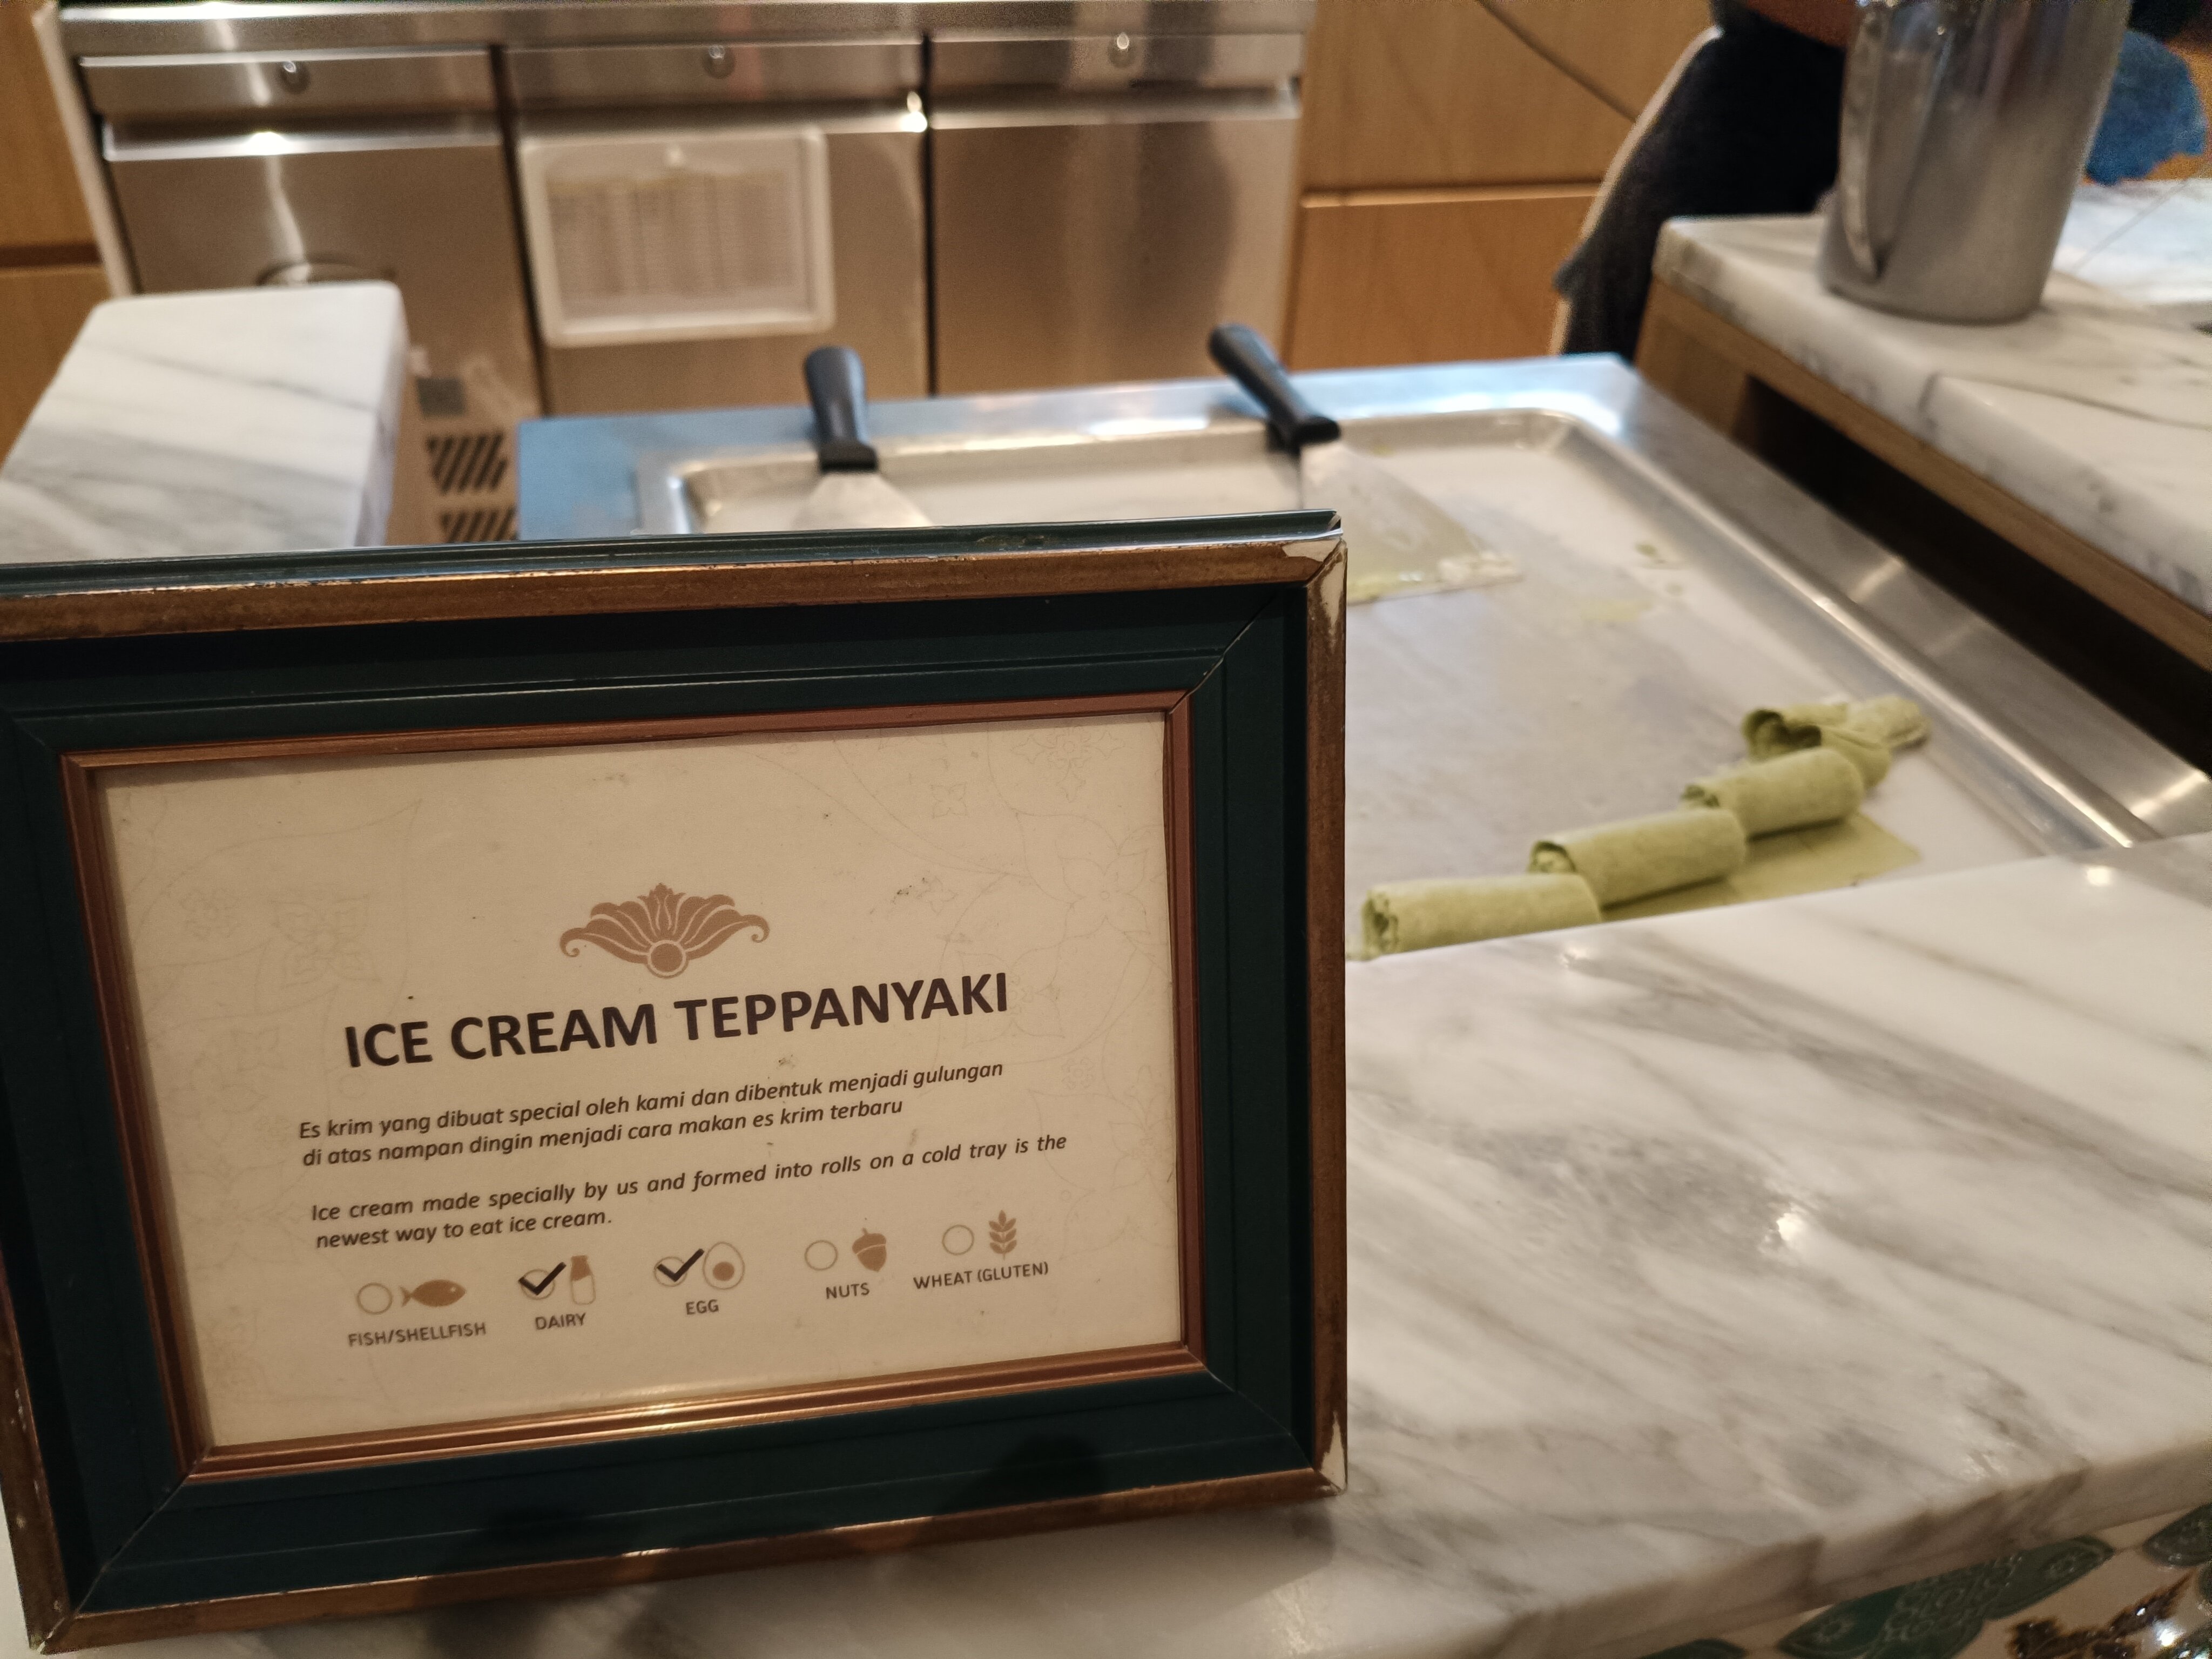 ICE CREAM TEPPANYAKI
Es krim yang dibuat special oleh kami dan dibentuk menjadi gulungan
di atas nampan dingin menjadi cara makan es krim terbaru
Ice cream made specially by us and formed into rolls on a cold tray is the
newest way to eat ice cream.
FISH/SHELLFISH DAIRY EGG NUTS WHEAT (GLUTEN)